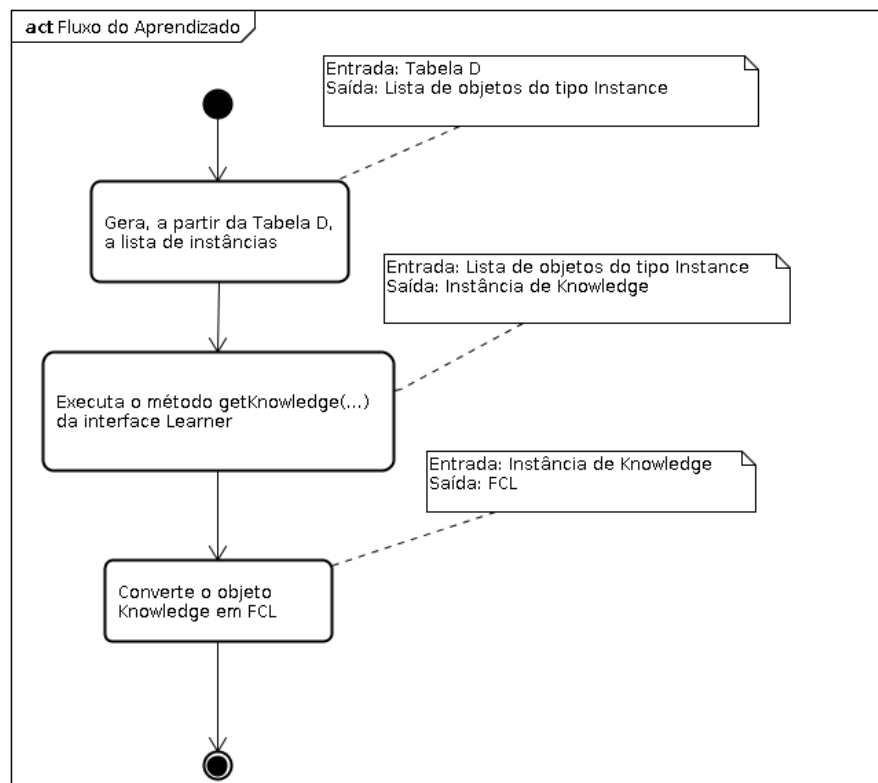 act Fluxo do Aprendizado
Entrada: Tabela D
Saída: Lista de objetos do tipo Instance
Gera, a partir da Tabela D,
a lista de instâncias
Entrada: Lista de objetos do tipo Instance
Saída: Instância de Knowledge
Executa o método getKnowledge(...)
da interface Learner
Entrada: Instância de Knowledge
Saída: FCL
Converte o objeto
Knowledge em FCL